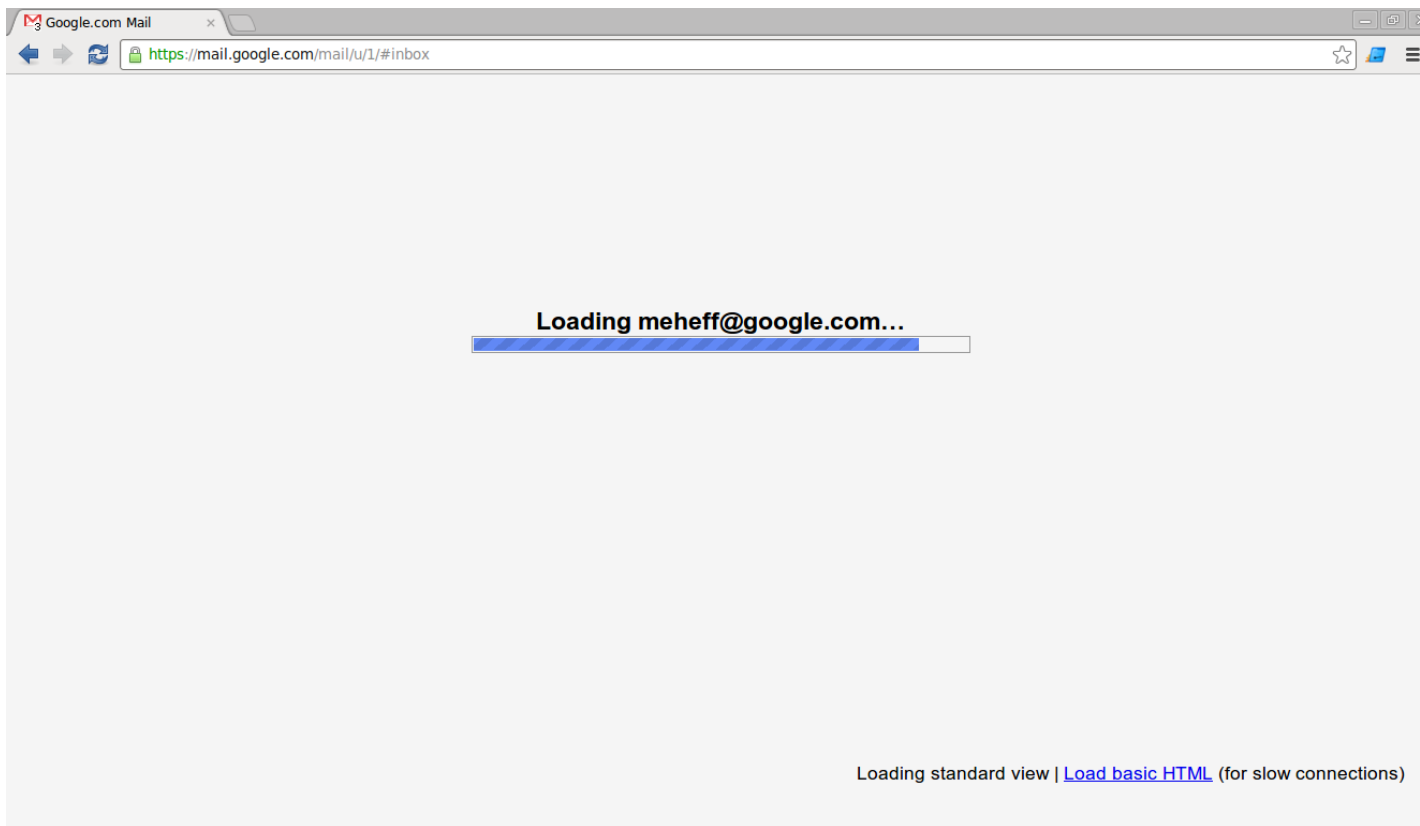 3 Google.com Mail
https://mail.google.com/mail/u/1/#inbox
Loading meheff@google.com...
Loading standard view | Load basic HTML (for slow connections)